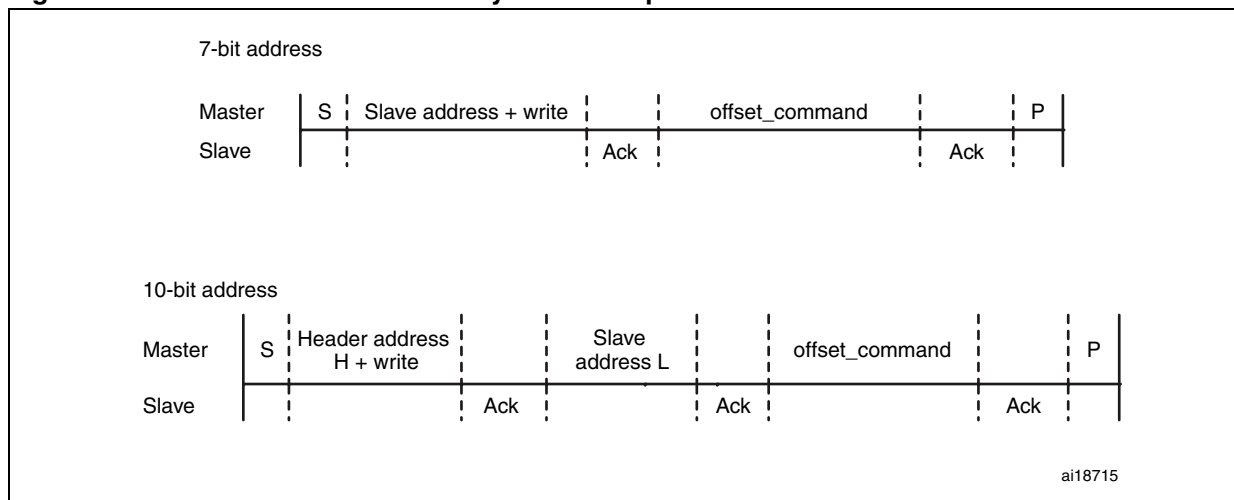 7-bit address
Master S Slave address + write offset_command P
Slave Ack Ack
10-bit address
Master S Header address H + write Slave address L offset_command P
Slave Ack Ack Ack
ai18715